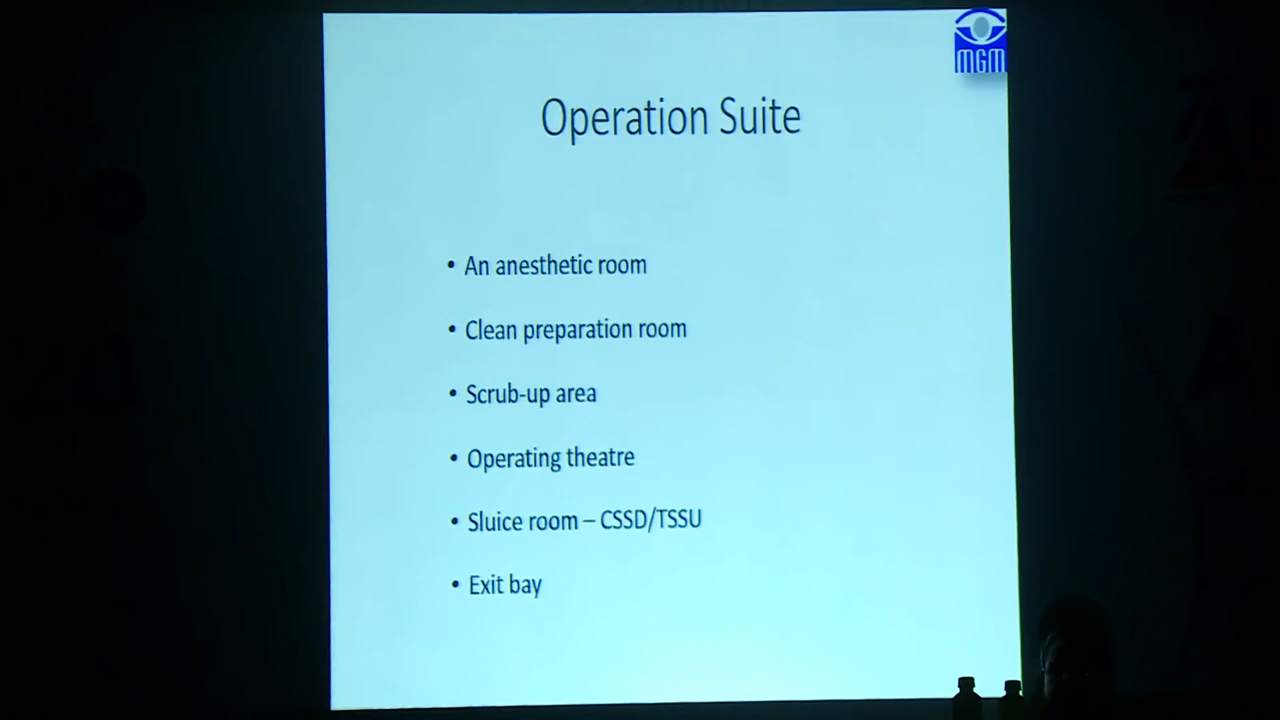 MGM
Operation Suite
• An anesthetic room
• Clean preparation room
• Scrub-up area
• Operating theatre
• Sluice room – CSSD/TSSU
• Exit bay